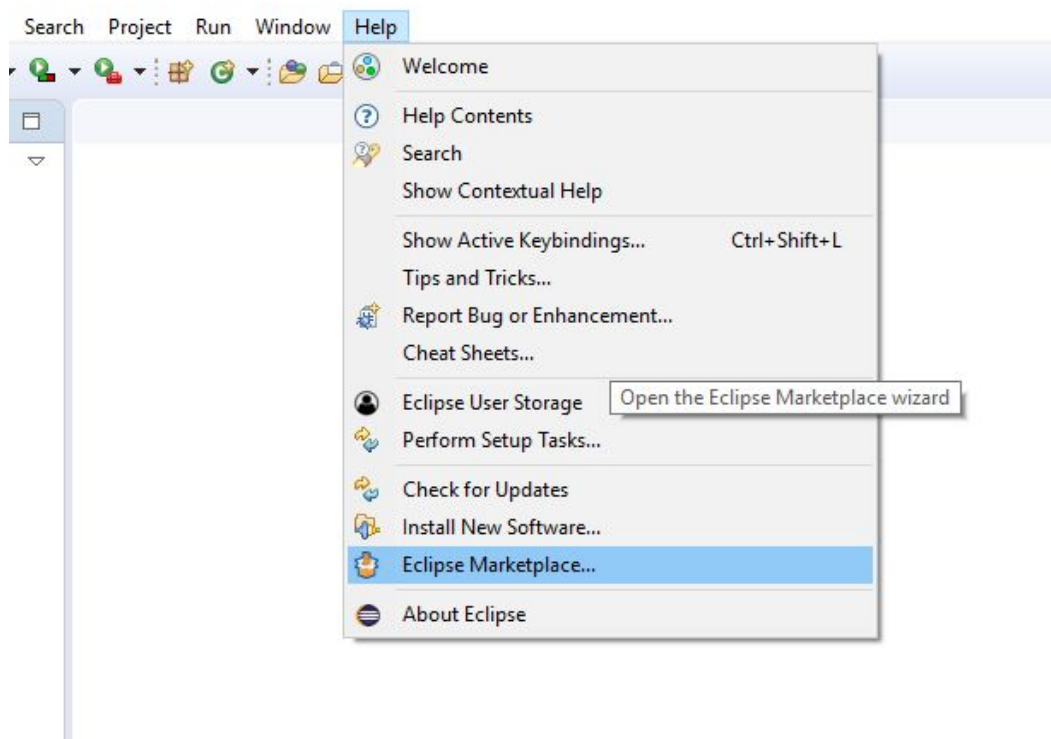 Search Project Run Window Help
Welcome
Help Contents
Search
Show Contextual Help
Show Active Keybindings... Ctrl+Shift+L
Tips and Tricks...
Report Bug or Enhancement...
Cheat Sheets...
Eclipse User Storage
Open the Eclipse Marketplace wizard
Perform Setup Tasks...
Check for Updates
Install New Software...
Eclipse Marketplace...
About Eclipse